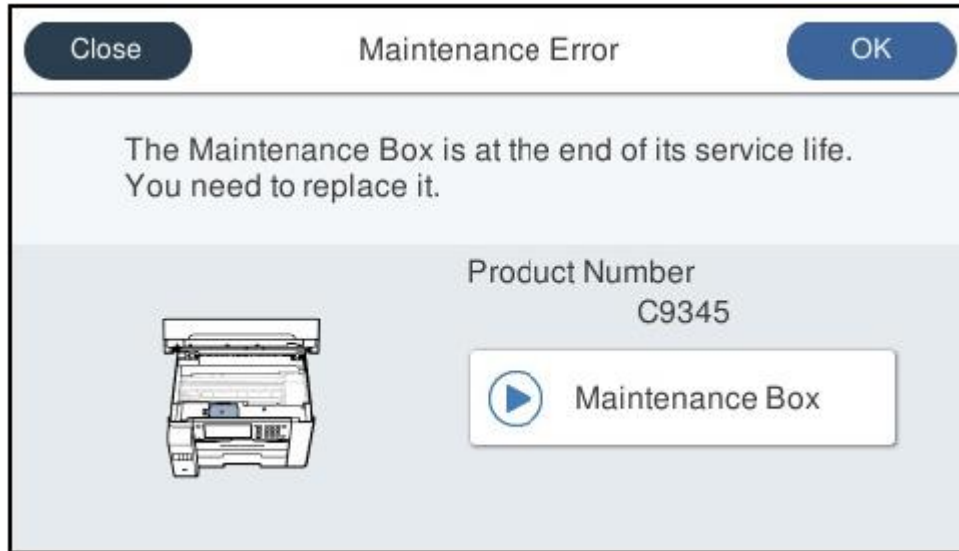 Close
Maintenance Error
OK
The Maintenance Box is at the end of its service life.
You need to replace it.
Product Number
C9345
Maintenance Box